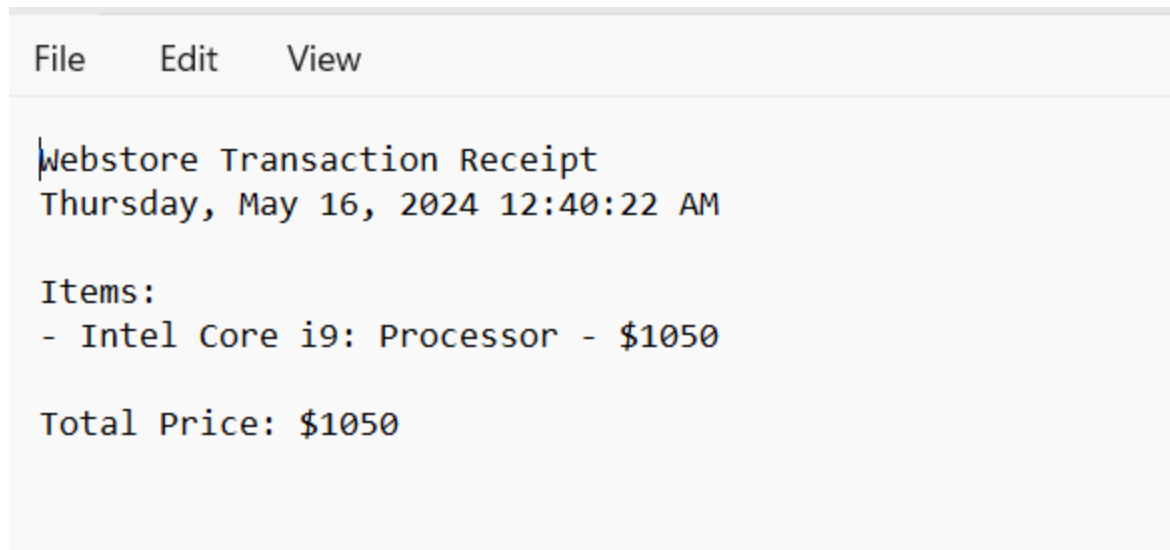 File Edit View
Webstore Transaction Receipt
Thursday, May 16, 2024 12:40:22 AM
Items:
- Intel Core i9: Processor - $1050
Total Price: $1050